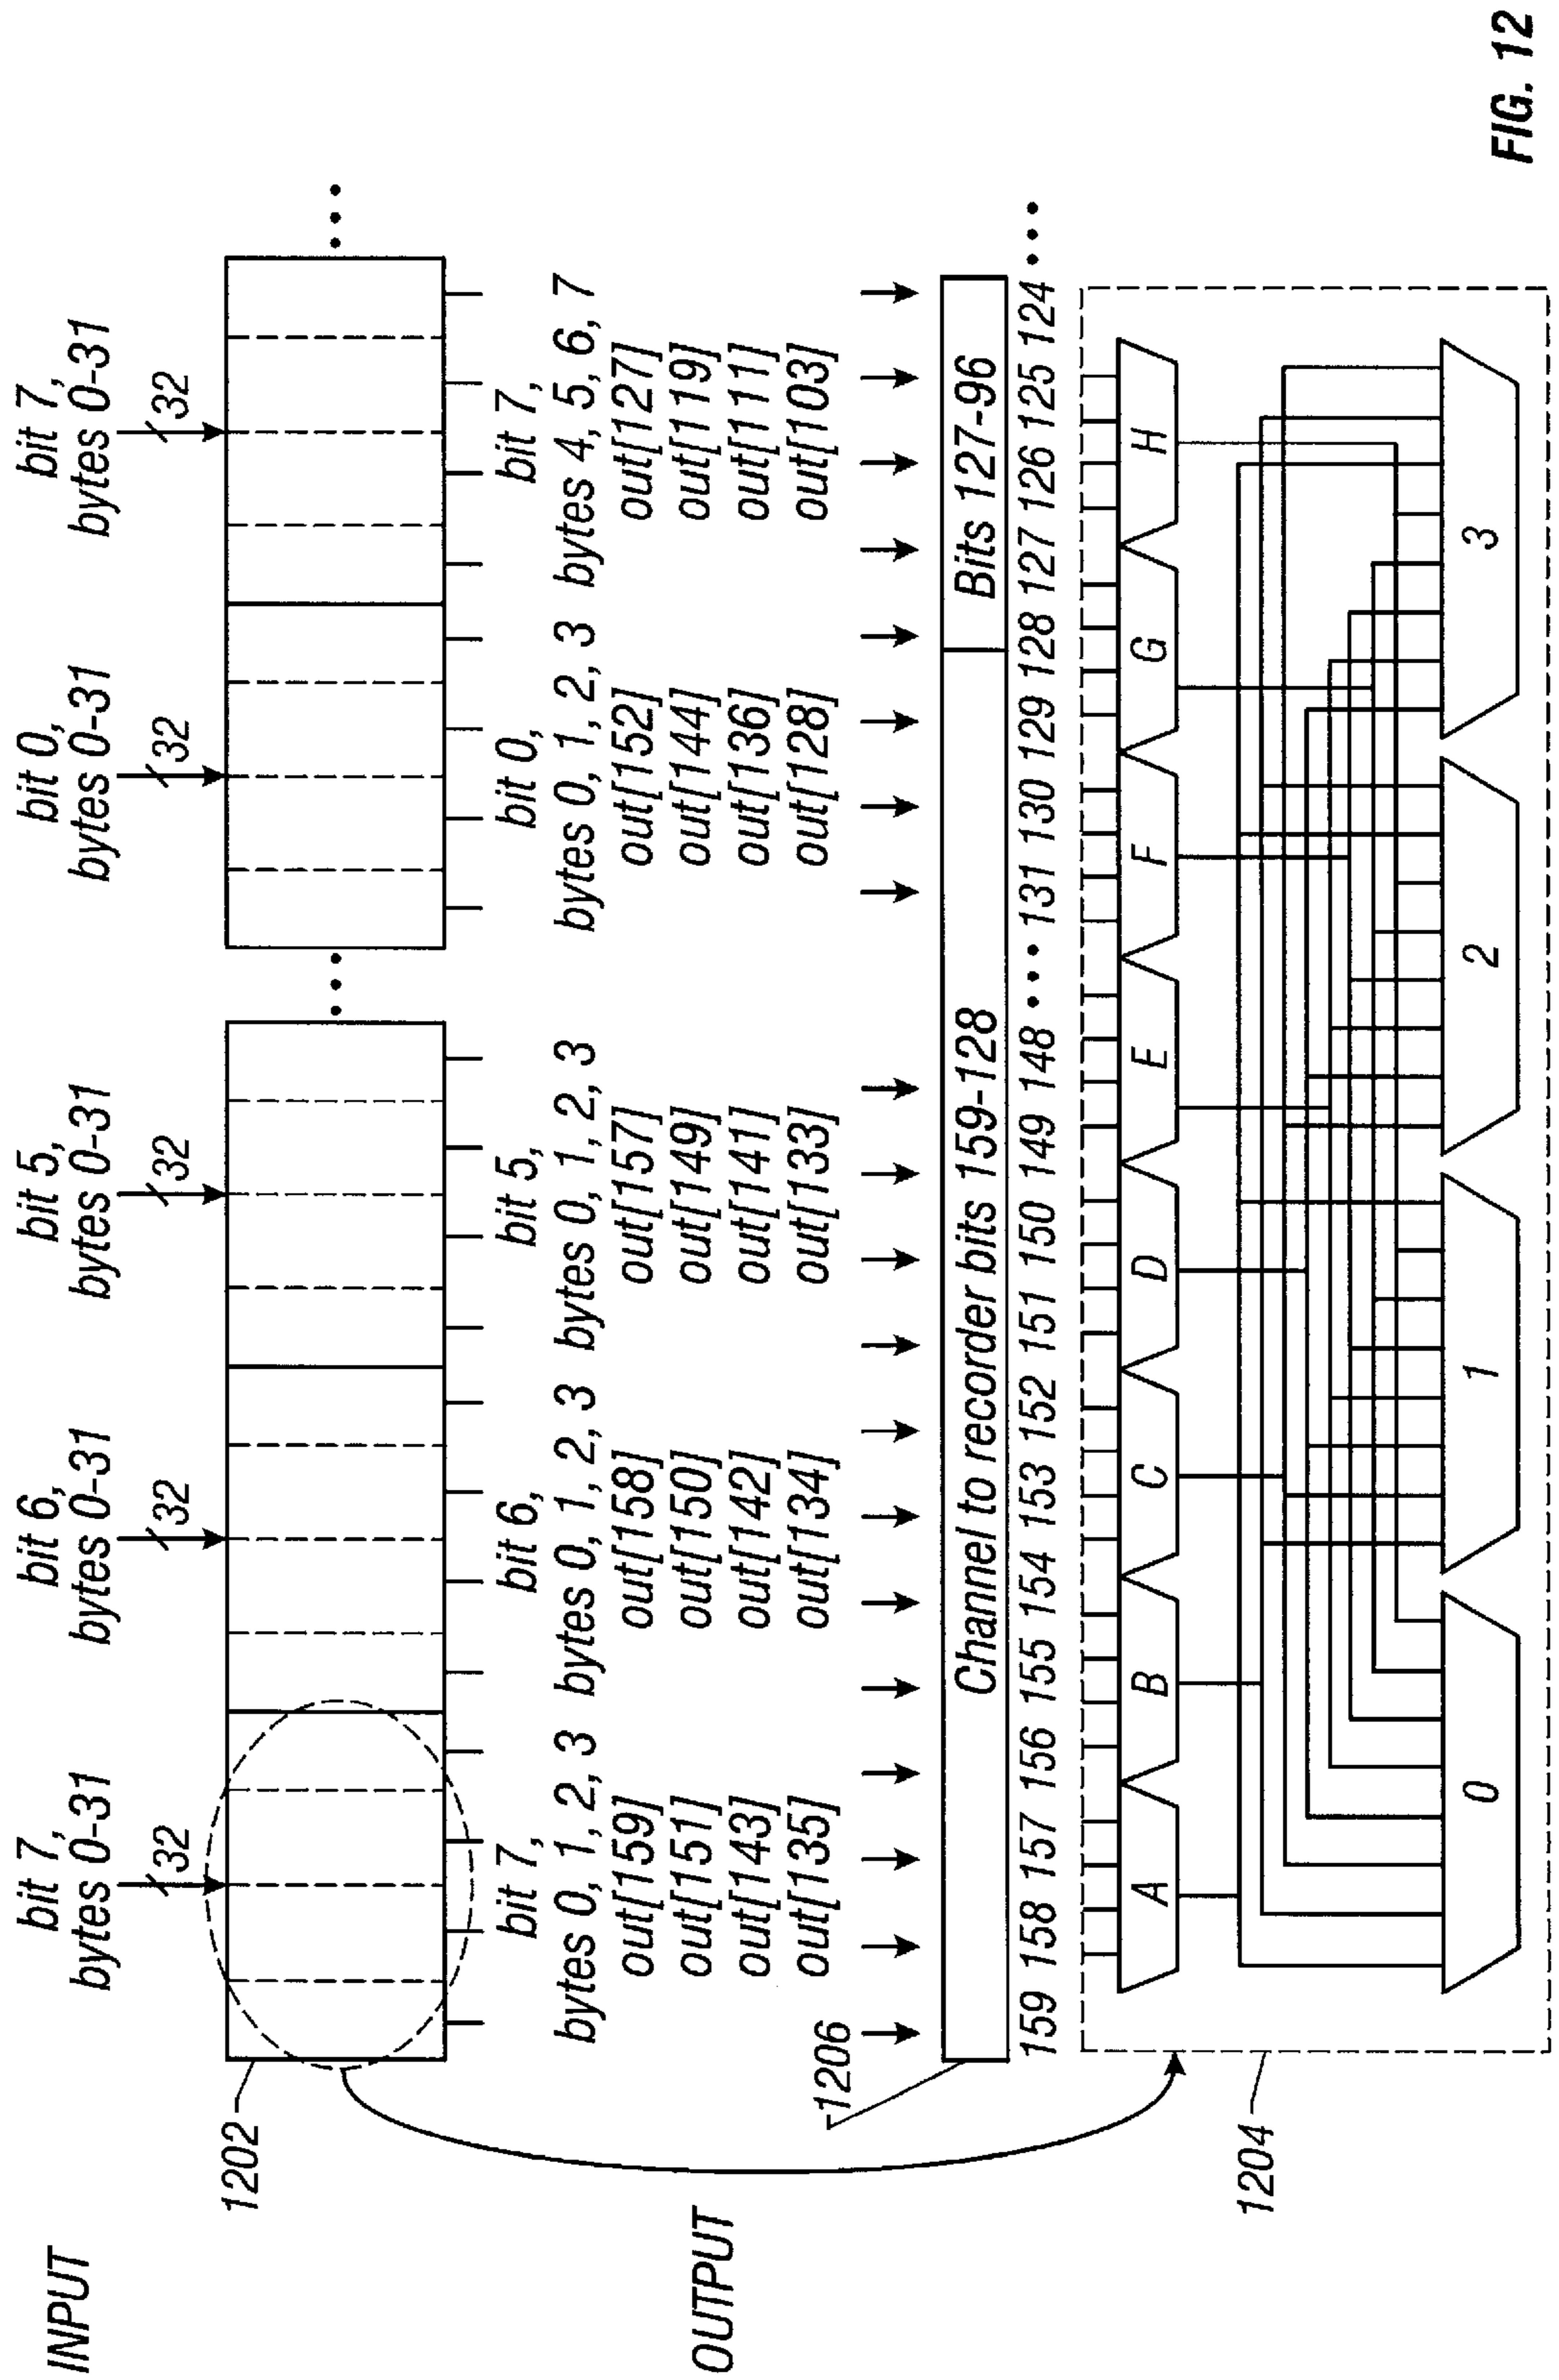 INPUT
bit 7,
bytes 0-31
32
bit 6,
bytes 0-31
32
bit 5,
bytes 0-31
32
bit 0,
bytes 0-31
32
bit 7,
bytes 0-31
32
1202
OUTPUT
bit 7,
bytes 0, 1, 2, 3
out[159]
out[151]
out[143]
out[135]
bit 6,
bytes 0, 1, 2, 3
out[158]
out[150]
out[142]
out[134]
bit 5,
bytes 0, 1, 2, 3
out[157]
out[149]
out[141]
out[133]
bit 0,
bytes 0, 1, 2, 3
out[152]
out[144]
out[136]
out[128]
bit 7,
bytes 4, 5, 6, 7
out[127]
out[119]
out[111]
out[103]
1206
Channel to recorder bits 159-128
Bits 127-96
159 158 157 156 155 154 153 152 151 150 149 148 ••• 131 130 129 128 127 126 125 124 •••
1204
A B C D E F G H
0 1 2 3
FIG. 12